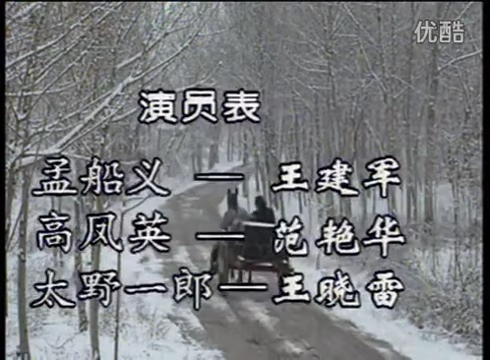 优酷
演员表
孟船义 — 王建军
高凤英 — 范艳华
太野一郎 — 王晓雷